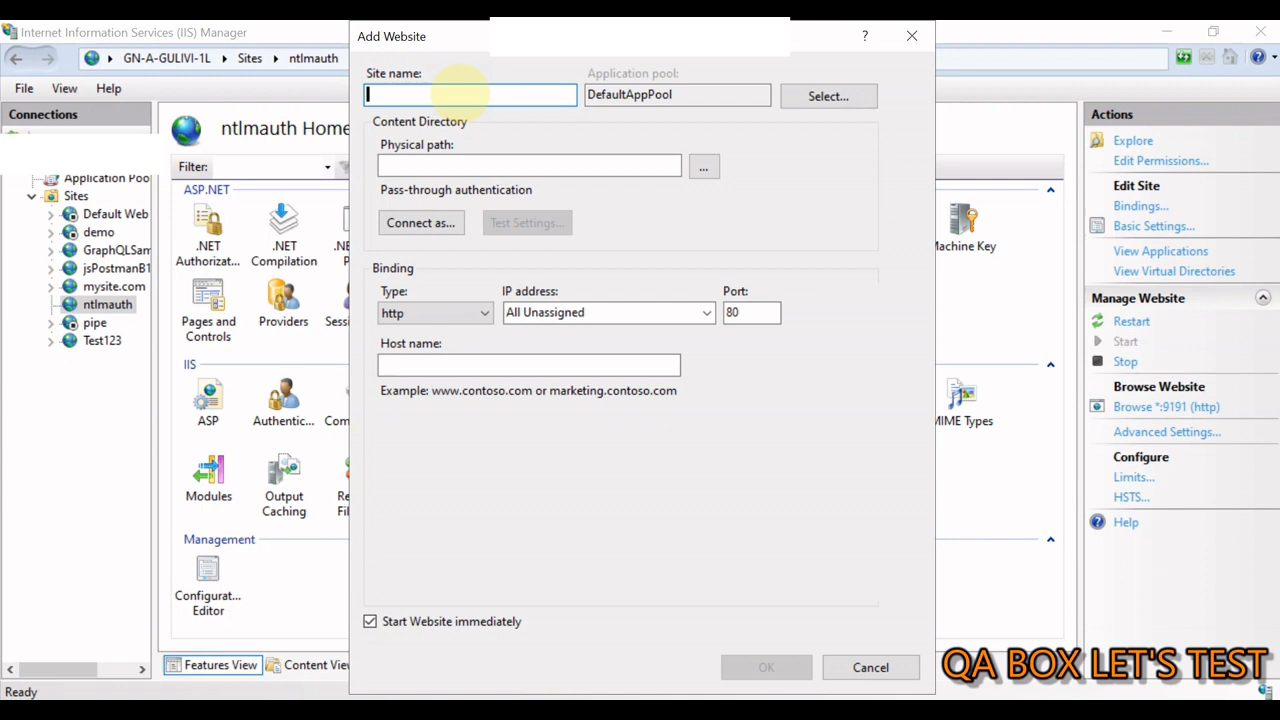 Internet Information Services (IIS) Manager
GN-A-GULIVI-1L
Sites
ntlmauth
File View Help
Connections
Application Poo
Sites
Default Web
demo
GraphQLSam
jsPostmanB1
mysite.com
ntlmauth
pipe
Test123
ntlmauth Home
Filter:
ASP.NET
.NET
Authorizat...
.NET
Compilation
Pages and
Controls
Providers
IIS
ASP
Authentic...
Modules
Output
Caching
Management
Configurat...
Editor
Machine Key
MIME Types
Features View
Content Vie
Ready
Add Website
?
Site name:
Application pool:
DefaultAppPool
Select...
Content Directory
Physical path:
...
Pass-through authentication
Connect as...
Test Settings...
Binding
Type:
IP address:
Port:
http
All Unassigned
80
Host name:
Example: www.contoso.com or marketing.contoso.com
Start Website immediately
OK
Cancel
Actions
Explore
Edit Permissions...
Edit Site
Bindings...
Basic Settings...
View Applications
View Virtual Directories
Manage Website
Restart
Start
Stop
Browse Website
Browse *:9191 (http)
Advanced Settings...
Configure
Limits...
HSTS...
Help
QA BOX LET'S TEST